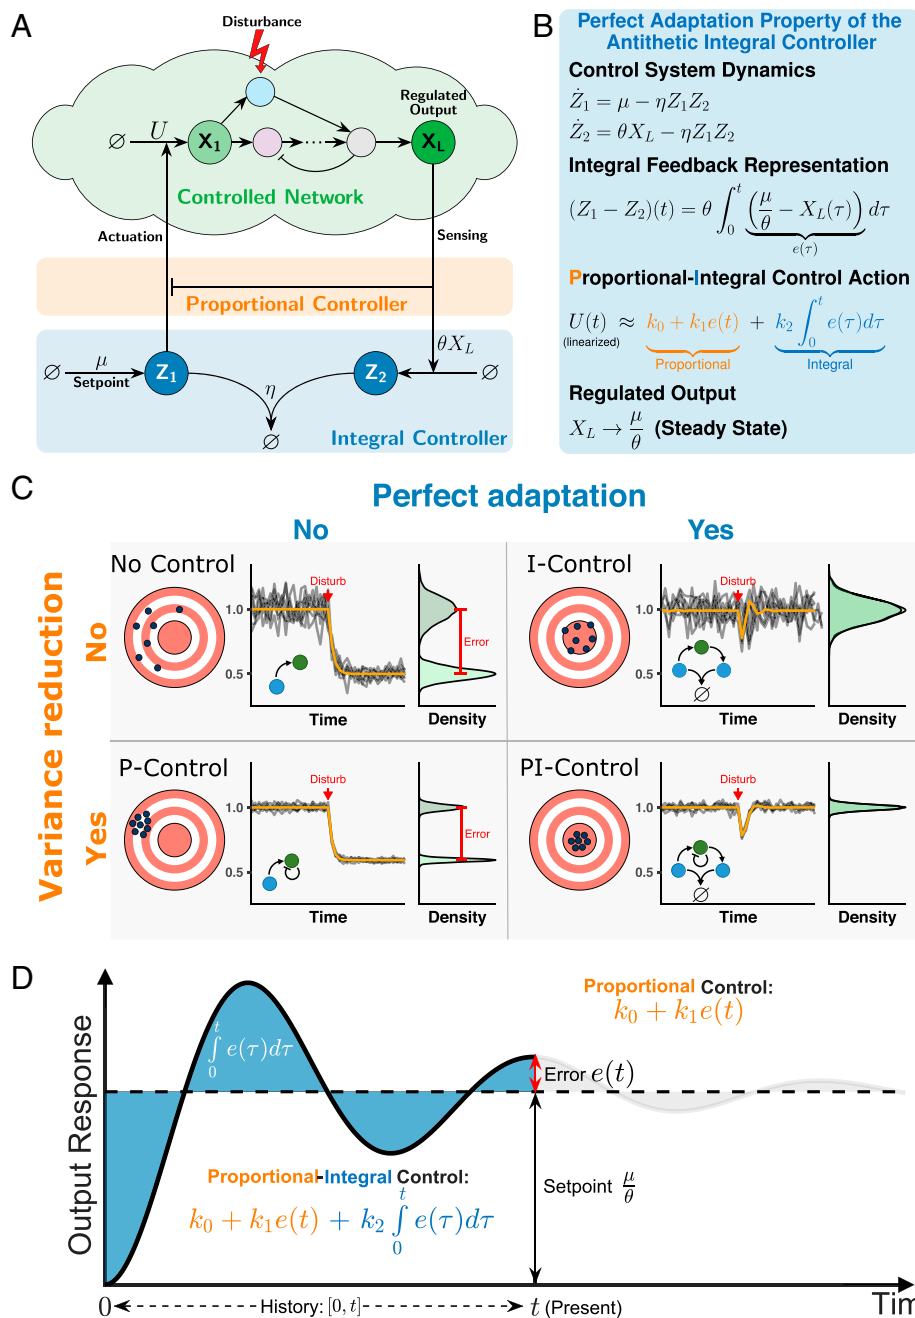 A
Disturbance
Regulated
Output
∅
U
X₁
⋯
X_L
Controlled Network
Actuation
Sensing
Proportional Controller
θX_L
∅
μ
Setpoint
Z₁
Z₂
∅
η
∅
Integral Controller
B
Perfect Adaptation Property of the
Antithetic Integral Controller
Control System Dynamics
Ż₁ = μ − ηZ₁Z₂
Ż₂ = θX_L − ηZ₁Z₂
Integral Feedback Representation
(Z₁ − Z₂)(t) = θ ∫₀ᵗ (μ/θ − X_L(τ)) dτ
e(τ)
Proportional-Integral Control Action
U(t) ≈ k₀ + k₁e(t) + k₂ ∫₀ᵗ e(τ)dτ
(linearized)
Proportional
Integral
Regulated Output
X_L → μ/θ (Steady State)
C
Perfect adaptation
No
Yes
Variance reduction
No
Yes
No Control
1.0
0.5
Disturb
Error
Time
Density
I-Control
1.0
0.5
Disturb
∅
Time
Density
P-Control
1.0
0.5
Disturb
Error
Time
Density
PI-Control
1.0
0.5
Disturb
∅
Time
Density
D
Output Response
∫₀ᵗ e(τ)dτ
Proportional Control:
k₀ + k₁e(t)
Error e(t)
Proportional-Integral Control:
k₀ + k₁e(t) + k₂ ∫₀ᵗ e(τ)dτ
Setpoint μ/θ
0
History: [0, t]
t (Present)
Tim